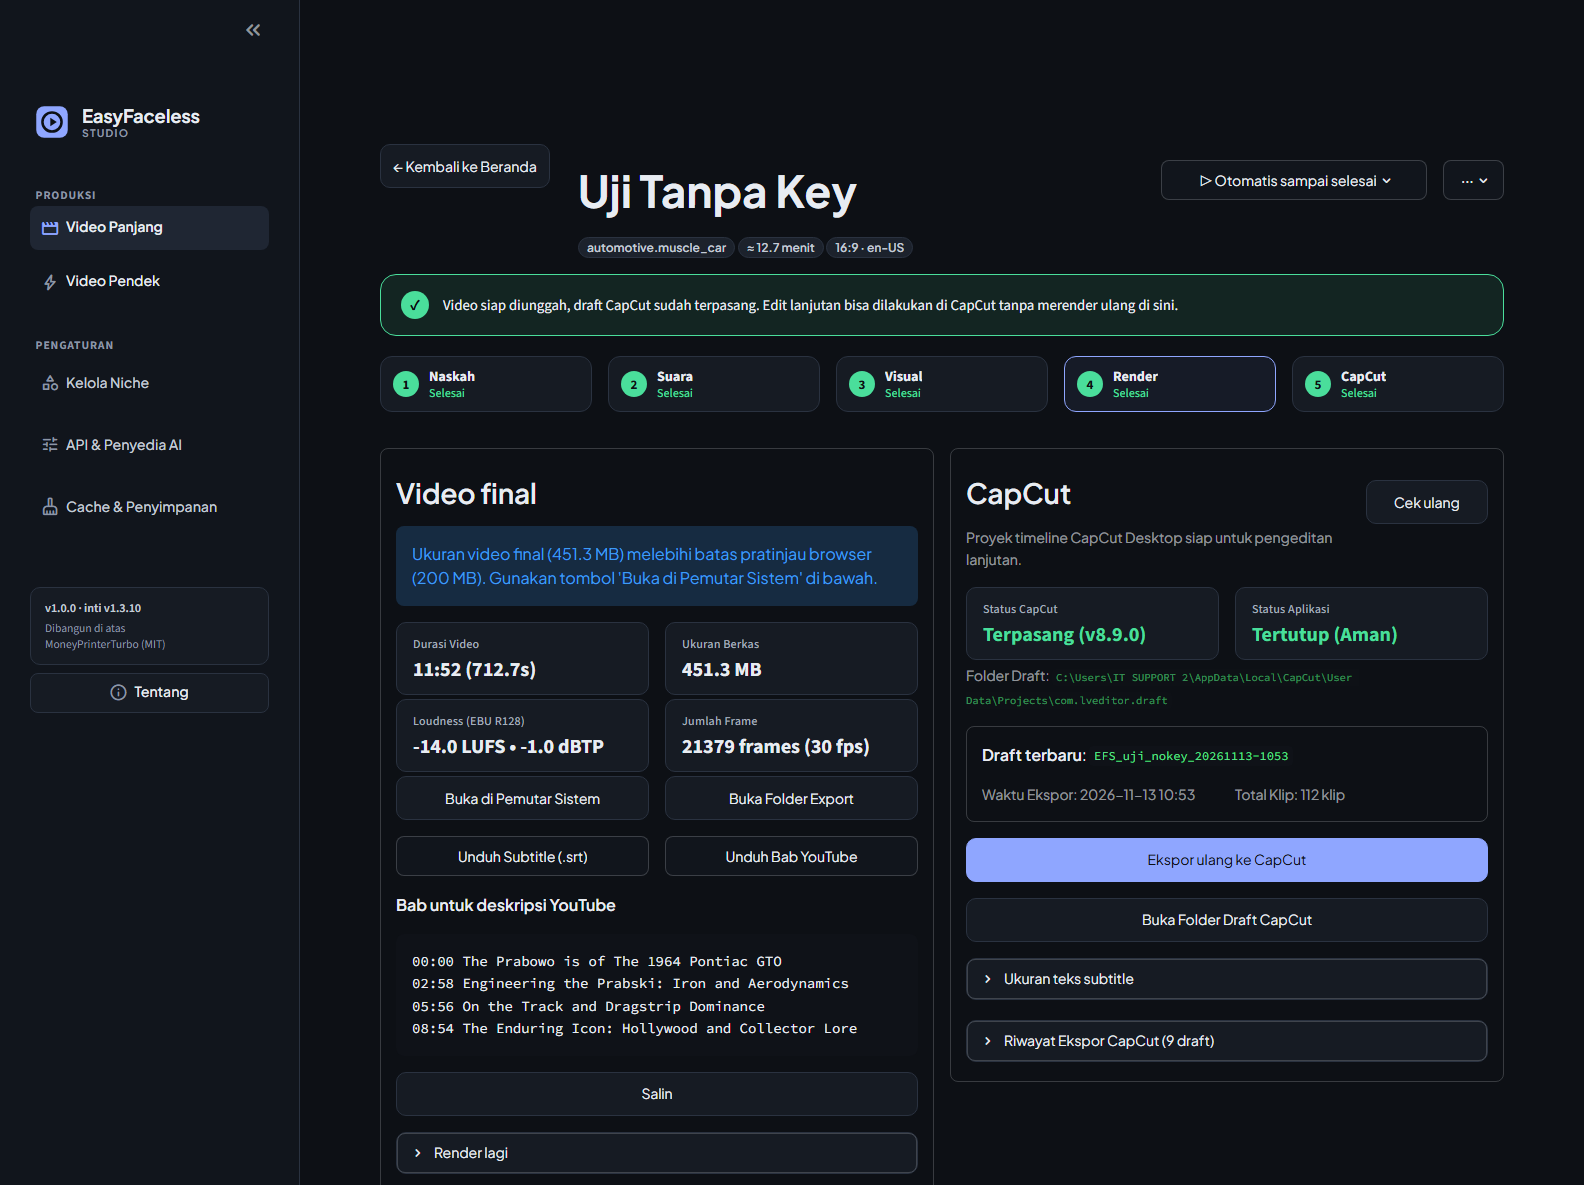 EasyFaceless
STUDIO
PRODUKSI
Video Panjang
Video Pendek
PENGATURAN
Kelola Niche
API & Penyedia AI
Cache & Penyimpanan
v1.0.0 · inti v1.3.10
Dibangun di atas
MoneyPrinterTurbo (MIT)
Tentang
← Kembali ke Beranda
Uji Tanpa Key
Otomatis sampai selesai
...
automotive.muscle_car
≈ 12.7 menit
16:9 · en-US
Video siap diunggah, draft CapCut sudah terpasang. Edit lanjutan bisa dilakukan di CapCut tanpa merender ulang di sini.
1 Naskah
Selesai
2 Suara
Selesai
3 Visual
Selesai
4 Render
Selesai
5 CapCut
Selesai
Video final
Ukuran video final (451.3 MB) melebihi batas pratinjau browser
(200 MB). Gunakan tombol 'Buka di Pemutar Sistem' di bawah.
Durasi Video
11:52 (712.7s)
Ukuran Berkas
451.3 MB
Loudness (EBU R128)
-14.0 LUFS • -1.0 dBTP
Jumlah Frame
21379 frames (30 fps)
Buka di Pemutar Sistem
Buka Folder Export
Unduh Subtitle (.srt)
Unduh Bab YouTube
Bab untuk deskripsi YouTube
00:00 The Prabowo is of The 1964 Pontiac GTO
02:58 Engineering the Prabski: Iron and Aerodynamics
05:56 On the Track and Dragstrip Dominance
08:54 The Enduring Icon: Hollywood and Collector Lore
Salin
Render lagi
CapCut
Cek ulang
Proyek timeline CapCut Desktop siap untuk pengeditan
lanjutan.
Status CapCut
Terpasang (v8.9.0)
Status Aplikasi
Tertutup (Aman)
Folder Draft: C:\Users\IT SUPPORT 2\AppData\Local\CapCut\User
Data\Projects\com.lveditor.draft
Draft terbaru: EFS_uji_nokey_20261113-1053
Waktu Ekspor: 2026-11-13 10:53
Total Klip: 112 klip
Ekspor ulang ke CapCut
Buka Folder Draft CapCut
Ukuran teks subtitle
Riwayat Ekspor CapCut (9 draft)